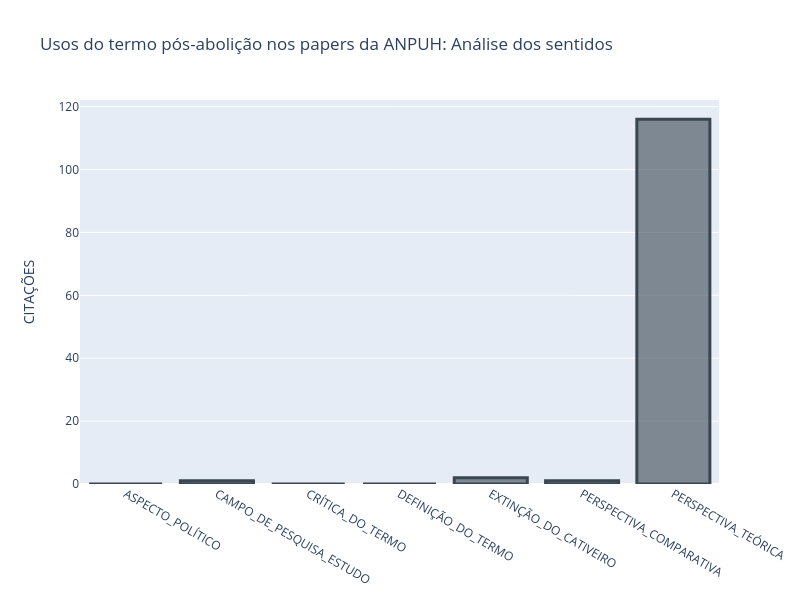 Usos do termo pós-abolição nos papers da ANPUH: Análise dos sentidos
120
100
80
60
40
20
0
CITAÇÕES
ASPECTO_POLÍTICO
CAMPO_DE_PESQUISA_ESTUDO
CRÍTICA_DO_TERMO
DEFINIÇÃO_DO_TERMO
EXTINÇÃO_DO_CATIVEIRO
PERSPECTIVA_COMPARATIVA
PERSPECTIVA_TEÓRICA